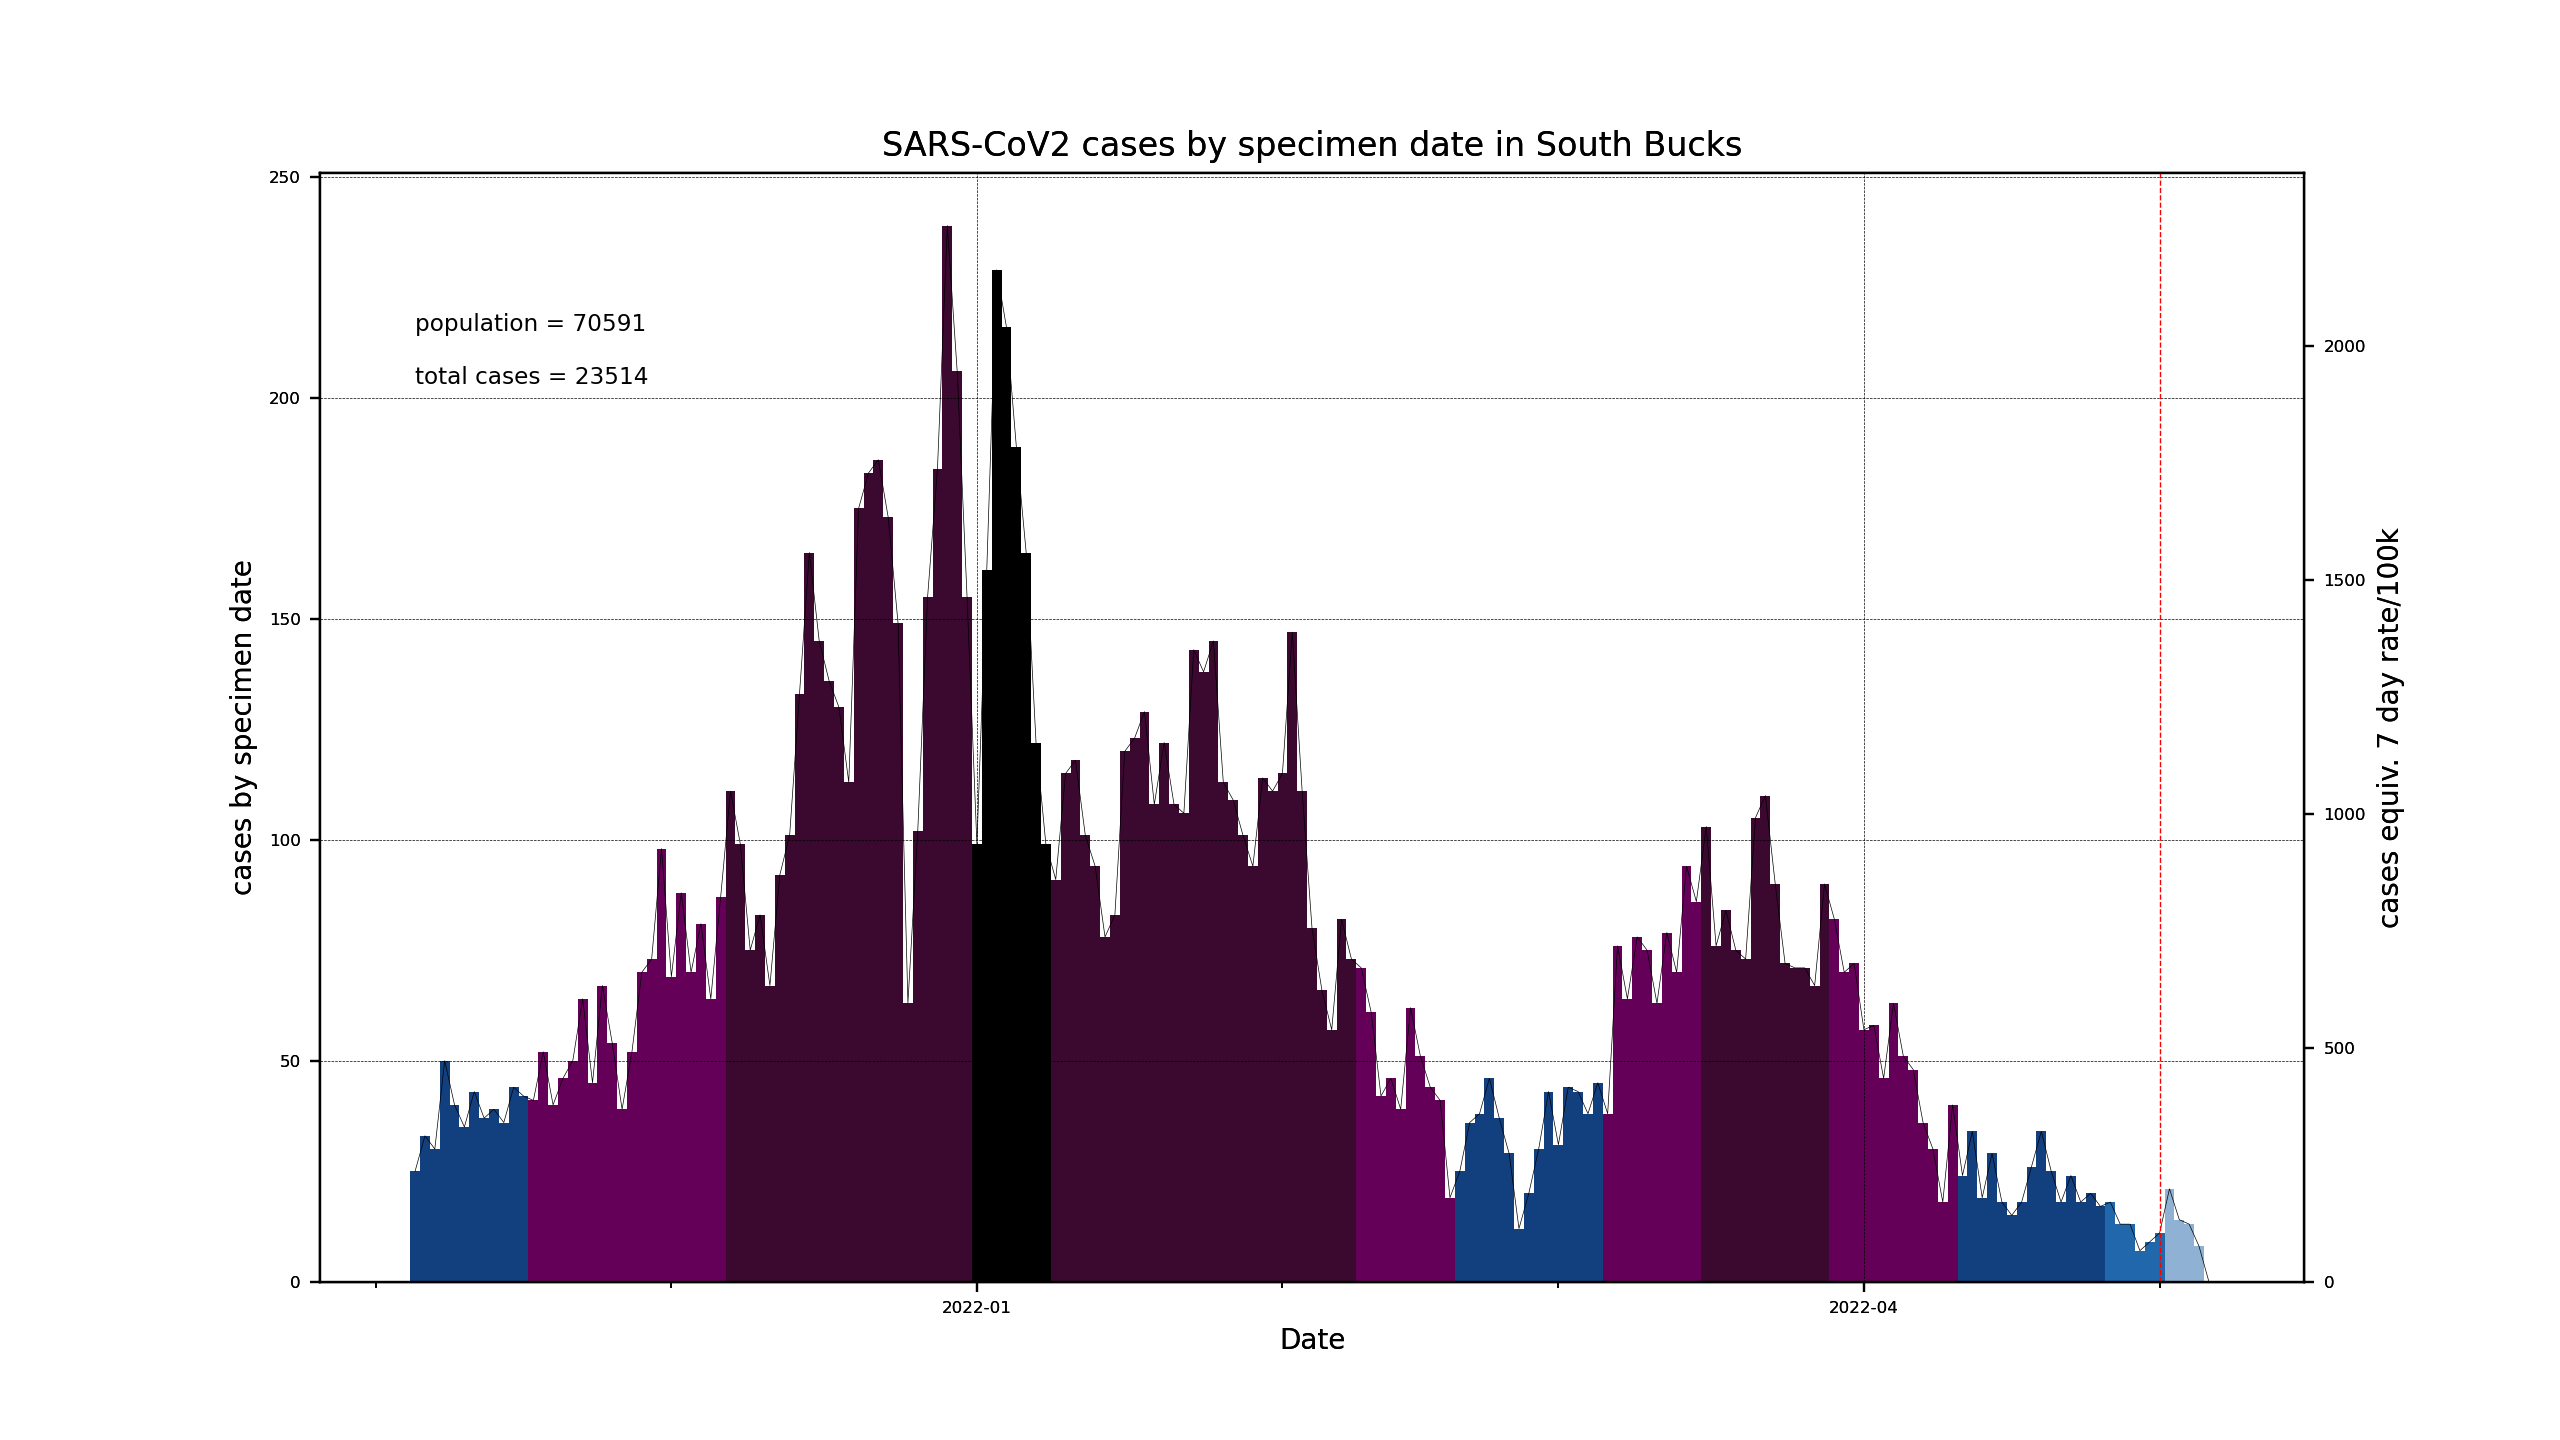 SARS-CoV2 cases by specimen date in South Bucks
250
200
150
100
50
0
cases by specimen date
population = 70591
total cases = 23514
2000
1500
1000
500
0
cases equiv. 7 day rate/100k
2022-01
2022-04
Date